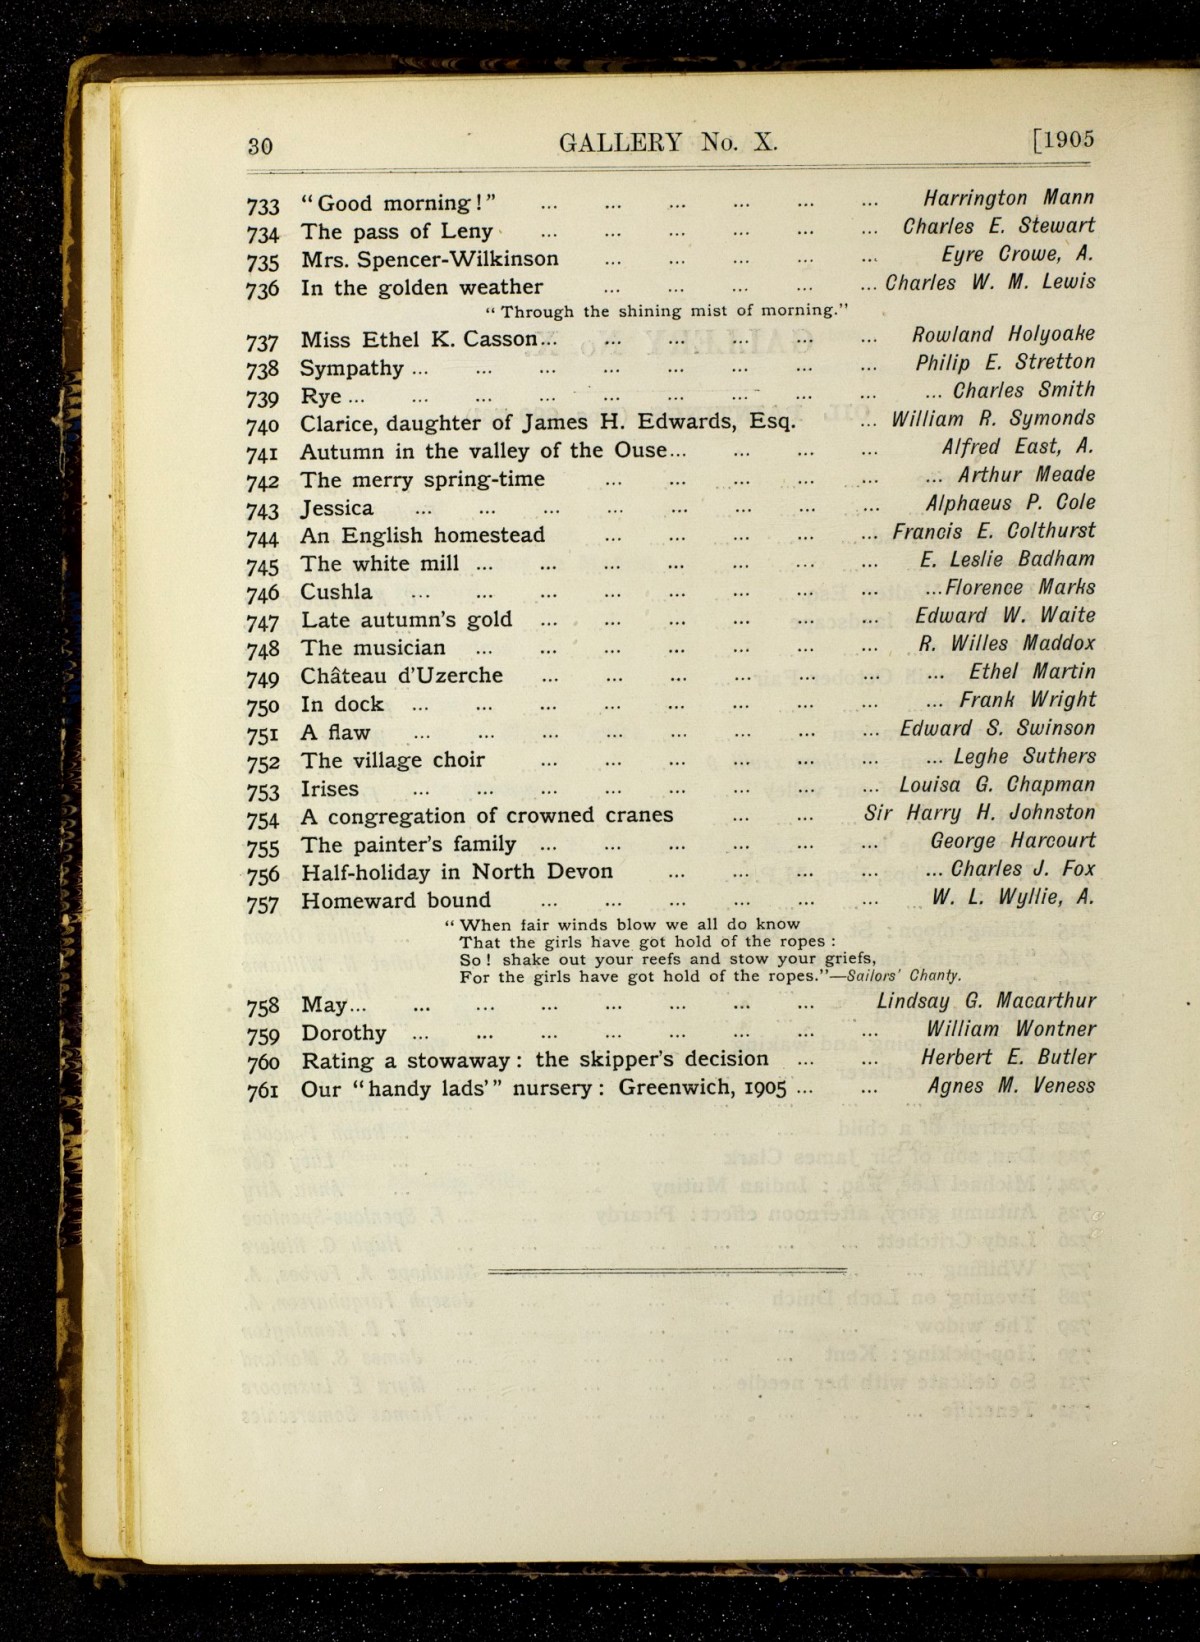 30 GALLERY No. X. [1905
733 "Good morning!" ... ... ... ... ... ... Harrington Mann
734 The pass of Leny ... ... ... ... ... ... Charles E. Stewart
735 Mrs. Spencer-Wilkinson ... ... ... ... ... Eyre Crowe, A.
736 In the golden weather ... ... ... ... ... Charles W. M. Lewis
"Through the shining mist of morning."
737 Miss Ethel K. Casson... ... ... ... ... ... Rowland Holyoake
738 Sympathy ... ... ... ... ... ... ... ... Philip E. Stretton
739 Rye ... ... ... ... ... ... ... ... ... ... Charles Smith
740 Clarice, daughter of James H. Edwards, Esq. ... William R. Symonds
741 Autumn in the valley of the Ouse... ... ... ... Alfred East, A.
742 The merry spring-time ... ... ... ... ... ... Arthur Meade
743 Jessica ... ... ... ... ... ... ... ... Alphaeus P. Cole
744 An English homestead ... ... ... ... ... Francis E. Colthurst
745 The white mill ... ... ... ... ... ... ... E. Leslie Badham
746 Cushla ... ... ... ... ... ... ... ... ... Florence Marks
747 Late autumn's gold ... ... ... ... ... ... Edward W. Waite
748 The musician ... ... ... ... ... ... ... R. Willes Maddox
749 Château d'Uzerche ... ... ... ... ... ... ... Ethel Martin
750 In dock ... ... ... ... ... ... ... ... ... Frank Wright
751 A flaw ... ... ... ... ... ... ... ... Edward S. Swinson
752 The village choir ... ... ... ... ... ... ... Leghe Suthers
753 Irises ... ... ... ... ... ... ... ... Louisa G. Chapman
754 A congregation of crowned cranes ... ... Sir Harry H. Johnston
755 The painter's family ... ... ... ... ... ... George Harcourt
756 Half-holiday in North Devon ... ... ... ... ... Charles J. Fox
757 Homeward bound ... ... ... ... ... ... W. L. Wyllie, A.
"When fair winds blow we all do know
That the girls have got hold of the ropes:
So! shake out your reefs and stow your griefs,
For the girls have got hold of the ropes."—Sailors' Chanty.
758 May... ... ... ... ... ... ... ... Lindsay G. Macarthur
759 Dorothy ... ... ... ... ... ... ... ... William Wontner
760 Rating a stowaway: the skipper's decision ... ... Herbert E. Butler
761 Our "handy lads'" nursery: Greenwich, 1905 ... ... Agnes M. Veness